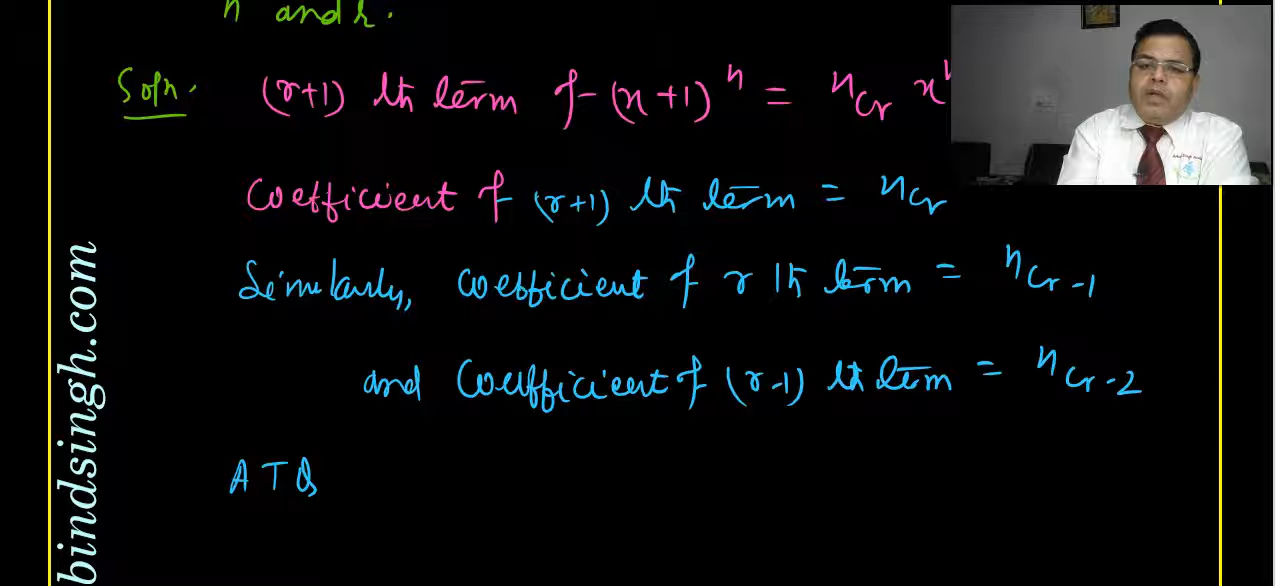 n and r.
Soln. (r+1) th term of (x+1)^n = nCr x^n
Coefficient of (r+1) th term = nCr
Similarly, coefficient of r th term = nCr-1
and coefficient of (r-1) th term = nCr-2
ATQ
bindsingh.com